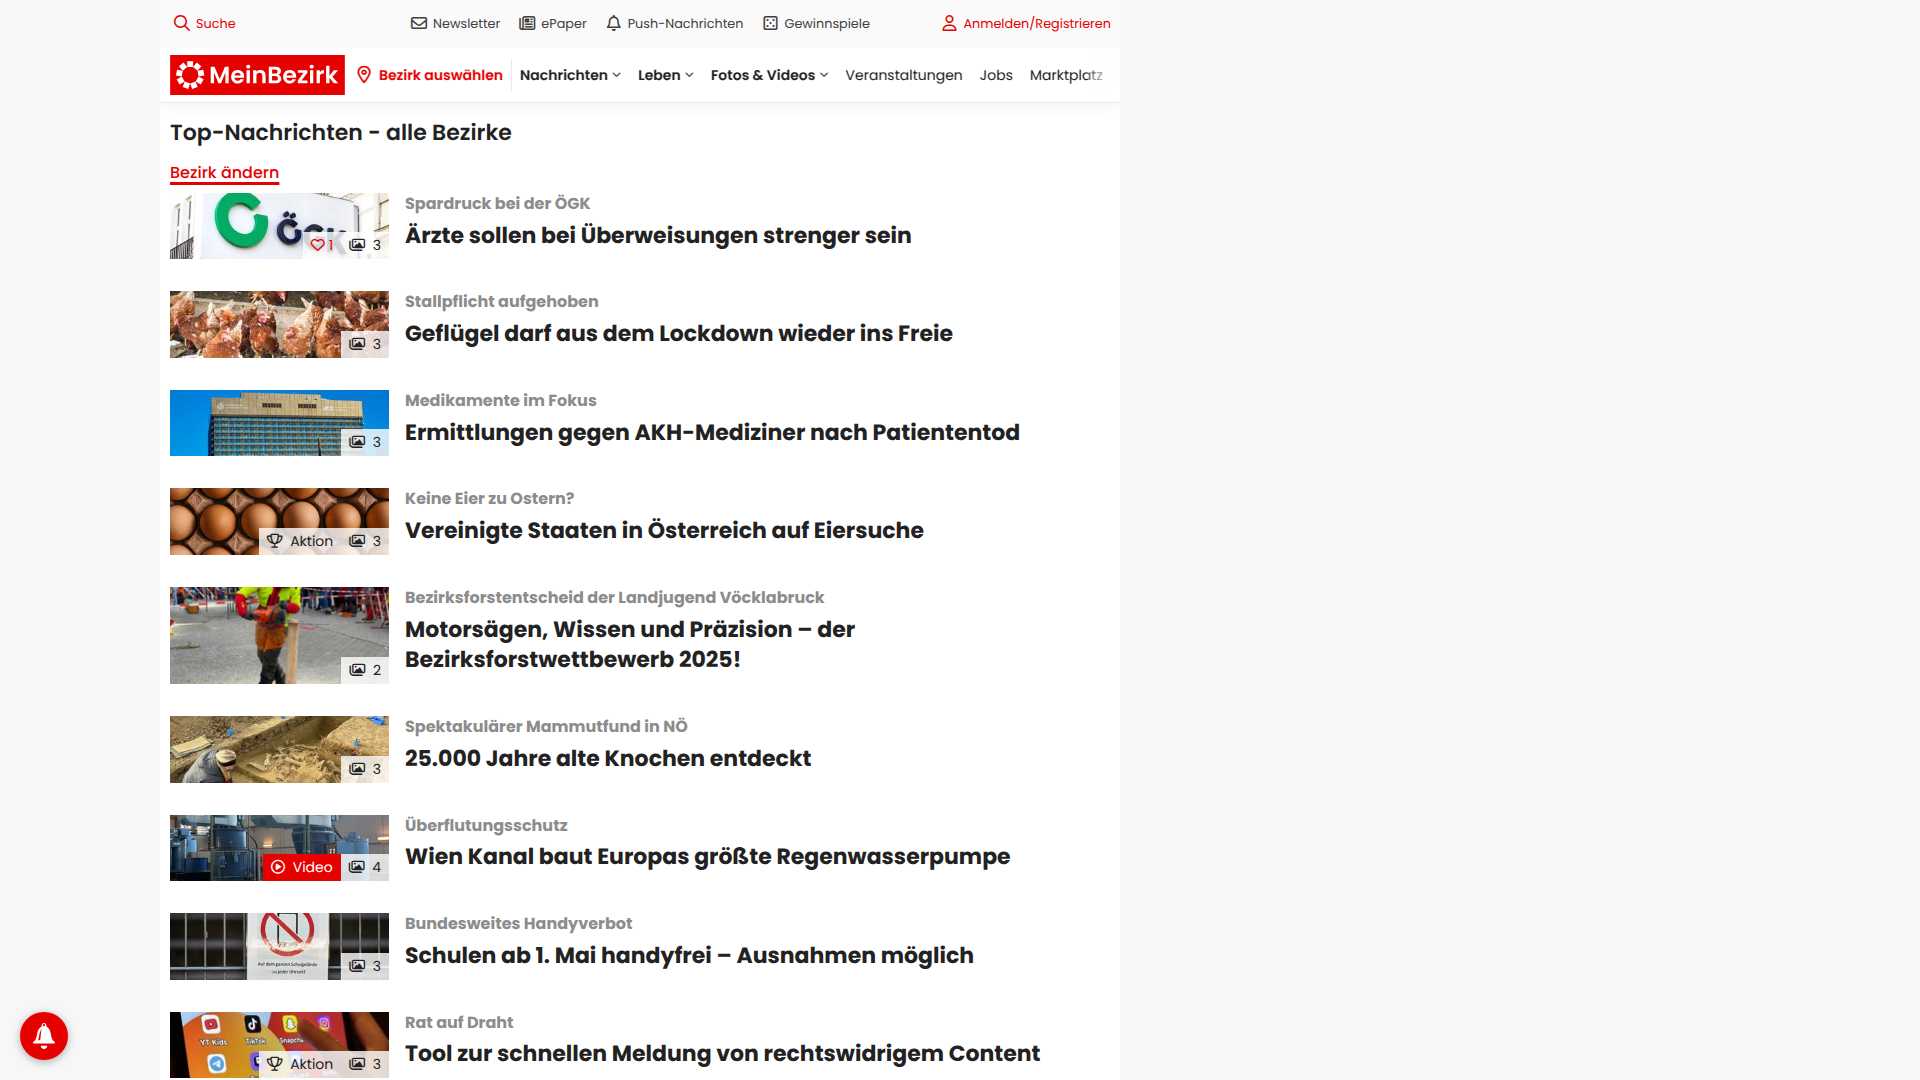 Suche
Newsletter
ePaper
Push-Nachrichten
Gewinnspiele
Anmelden/Registrieren
MeinBezirk
Bezirk auswählen
Nachrichten
Leben
Fotos & Videos
Veranstaltungen
Jobs
Marktplatz
Top-Nachrichten - alle Bezirke
Bezirk ändern
1
3
Spardruck bei der ÖGK
Ärzte sollen bei Überweisungen strenger sein
3
Stallpflicht aufgehoben
Geflügel darf aus dem Lockdown wieder ins Freie
3
Medikamente im Fokus
Ermittlungen gegen AKH-Mediziner nach Patiententod
Aktion
3
Keine Eier zu Ostern?
Vereinigte Staaten in Österreich auf Eiersuche
2
Bezirksforstentscheid der Landjugend Vöcklabruck
Motorsägen, Wissen und Präzision – der
Bezirksforstwettbewerb 2025!
3
Spektakulärer Mammutfund in NÖ
25.000 Jahre alte Knochen entdeckt
Video
4
Überflutungsschutz
Wien Kanal baut Europas größte Regenwasserpumpe
3
Bundesweites Handyverbot
Schulen ab 1. Mai handyfrei – Ausnahmen möglich
YT Kids
TikTok
Aktion
3
Rat auf Draht
Tool zur schnellen Meldung von rechtswidrigem Content